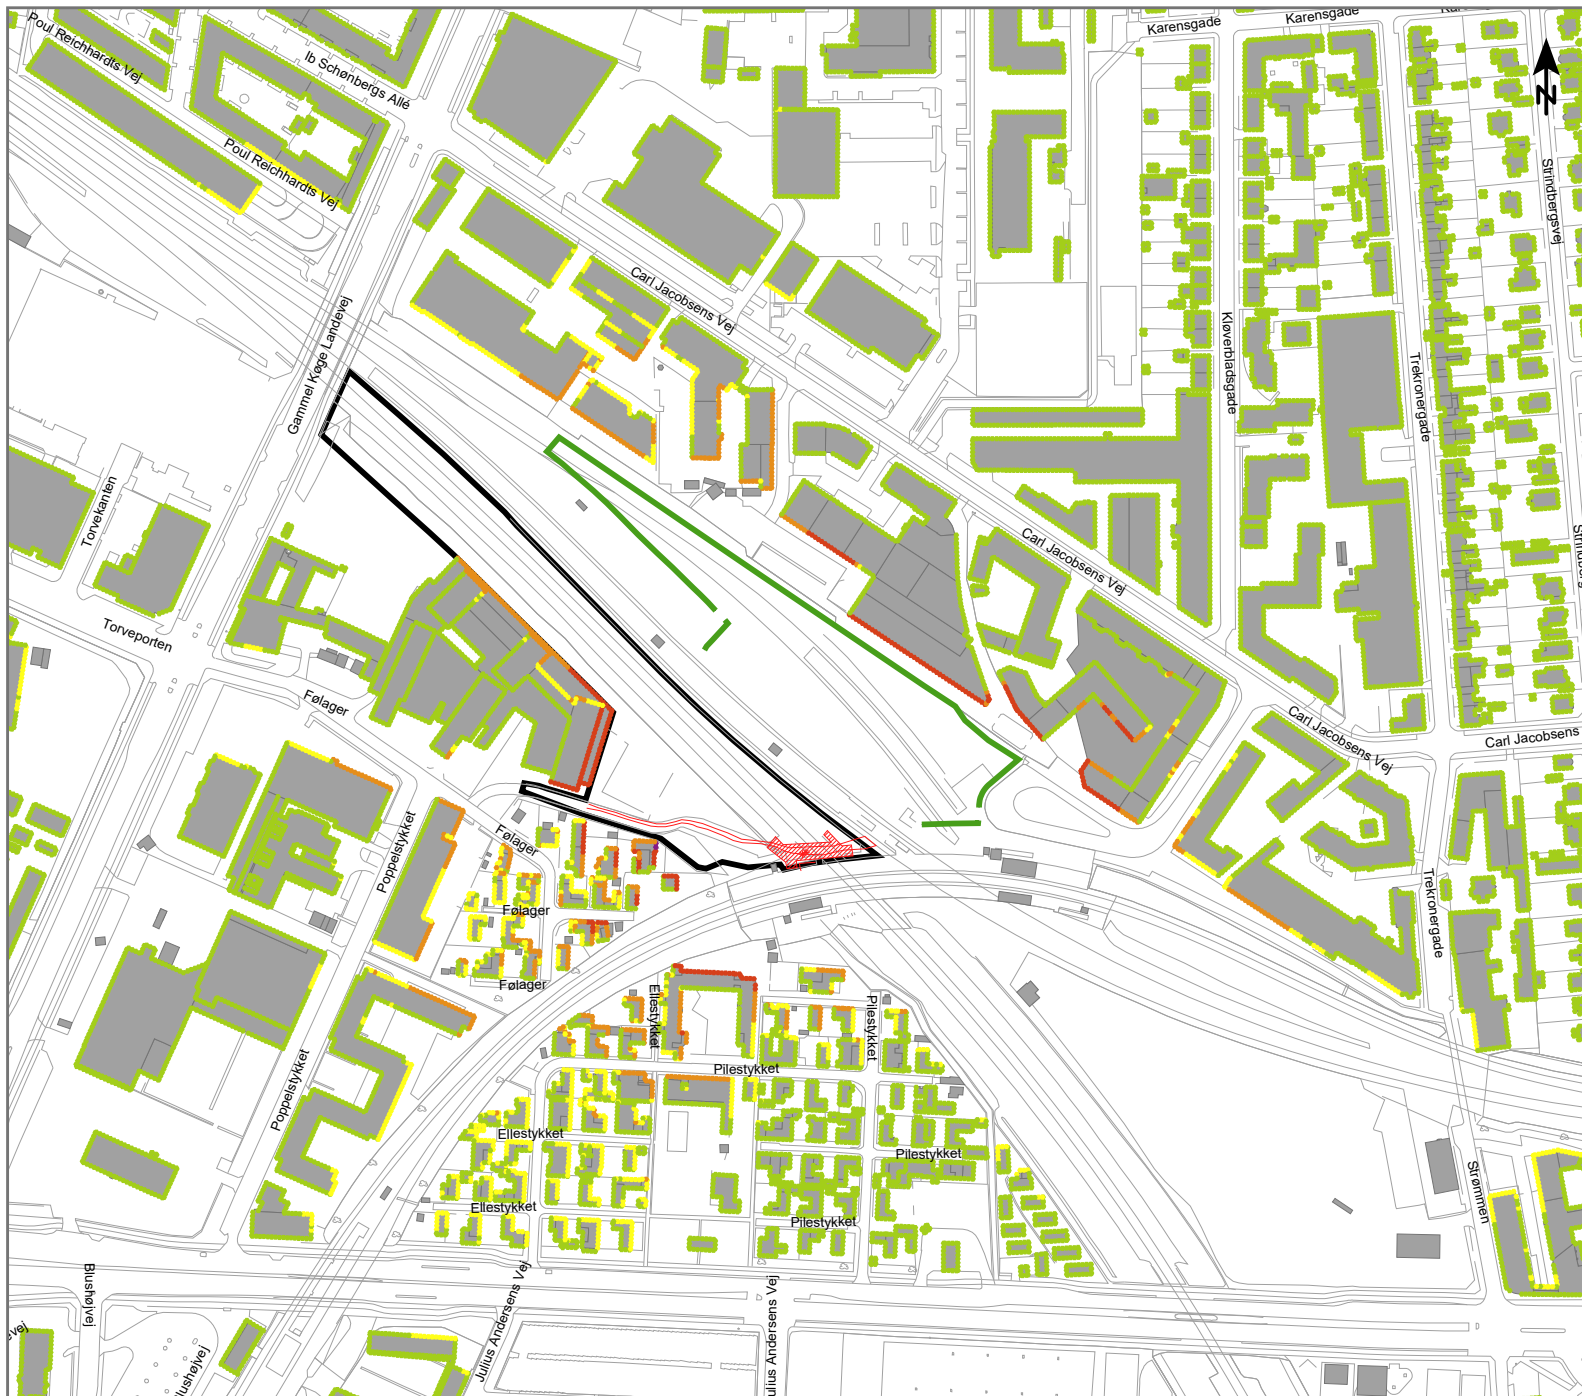 Karensgade
Karensgade
Poul Reichhardts Vej
Ib Schønbergs Allé
N
Poul Reichhardts Vej
Strindbergsvej
Carl Jacobsens Vej
Gammel Køge Landevej
Kløverbladsgade
Trekronergade
Torvekanten
Carl Jacobsens Vej
Torveporten
Følager
Carl Jacobsens Vej
Carl Jacobsens
Poppelstykket
Følager
Trekronergade
Følager
Følager
Ellestykket
Pilestykket
Pilestykket
Poppelstykket
Ellestykket
Pilestykket
Strømmen
Ellestykket
Pilestykket
Blushøjvej
Julius Andersens Vej
Julius Andersens Vej